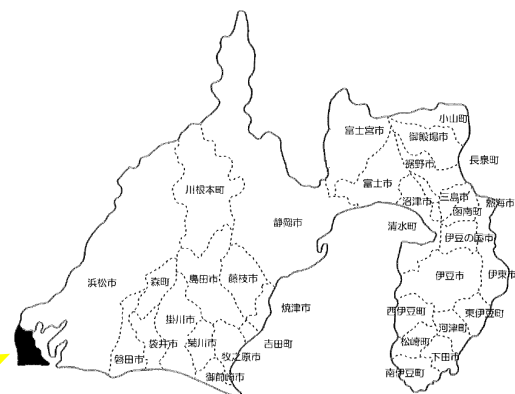 小山町
富士宮市
御殿場市
裾野市
長泉町
富士市
三島市
熱海市
沼津市
函南町
川根本町
静岡市
清水町
伊豆の国市
伊豆市
伊東市
浜松市
森町
島田市
藤枝市
焼津市
西伊豆町
東伊豆町
掛川市
河津町
袋井市
菊川市
吉田町
松崎町
磐田市
牧之原市
下田市
御前崎市
南伊豆町